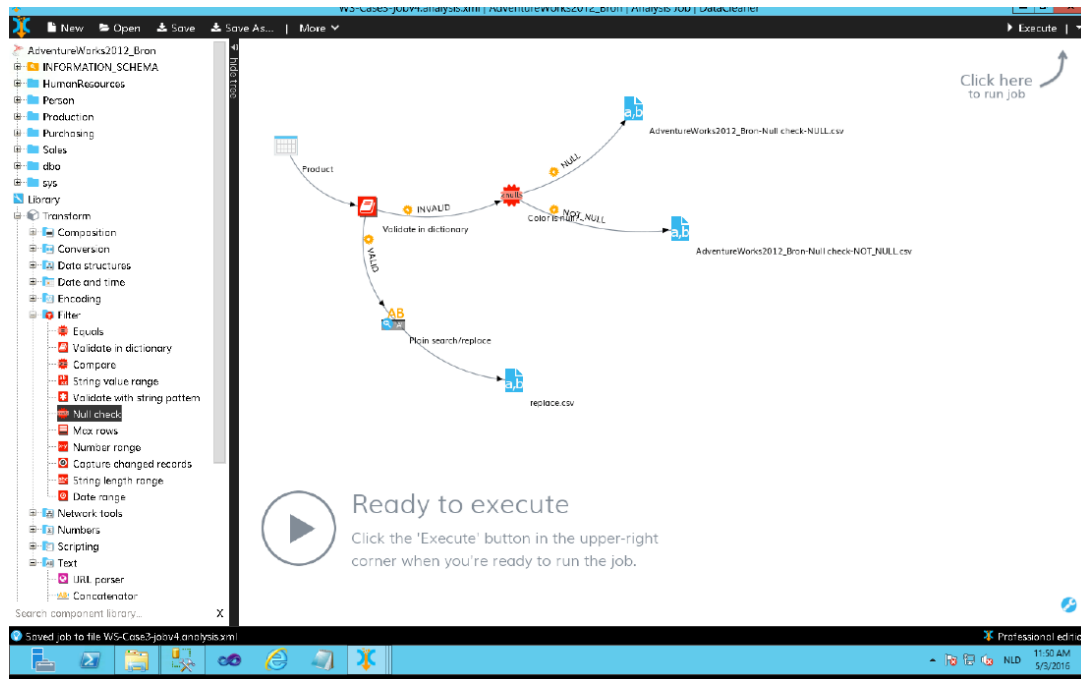 WS-Case3-jobv4.analysis.xml | AdventureWorks2012_Bron | Analysis Job | DataCleaner
New Open Save Save As... | More Execute |
AdventureWorks2012_Bron
INFORMATION_SCHEMA
HumanResources
Person
Production
Purchasing
Sales
dbo
sys
Library
Transform
Composition
Conversion
Data structures
Date and time
Encoding
Filter
Equals
Validate in dictionary
Compare
String value range
Validate with string pattern
Null check
Max rows
Number range
Capture changed records
String length range
Date range
Network tools
Numbers
Scripting
Text
URL parser
Concatenator
Search component library... X
hide tree
Click here
to run job
Product
a,b
AdventureWorks2012_Bron-Null check-NULL.csv
NULL
INVALID
Validate in dictionary
Color is null?
NOT_NULL
a,b
AdventureWorks2012_Bron-Null check-NOT_NULL.csv
VALID
AB
Plain search/replace
a,b
replace.csv
Ready to execute
Click the 'Execute' button in the upper-right
corner when you're ready to run the job.
Saved job to file WS-Case3-jobv4.analysis.xml
Professional editio
NLD
11:50 AM
5/3/2016